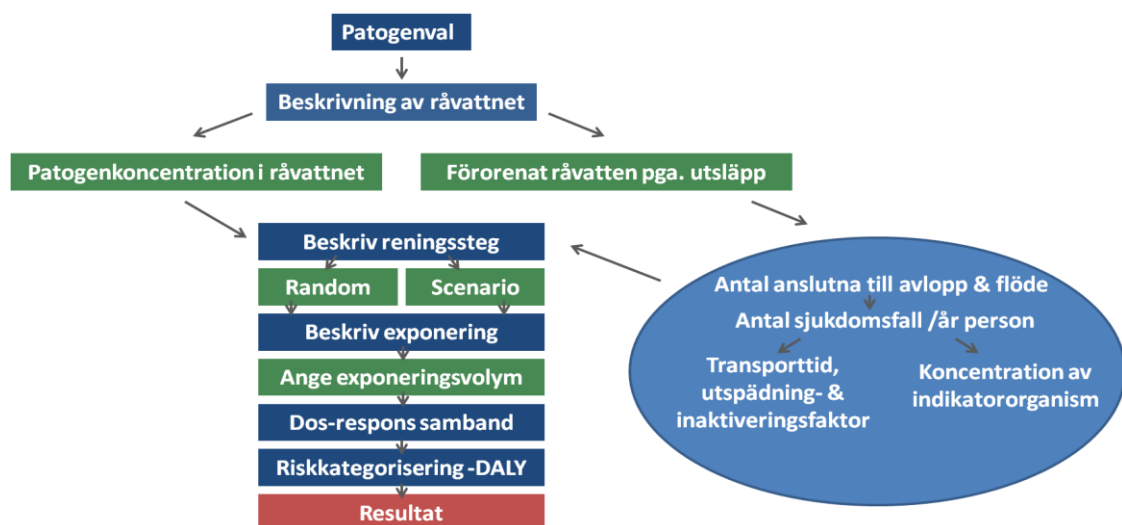 Patogenval
Beskrivning av råvattnet
Patogenkoncentration i råvattnet
Förorenat råvatten pga. utsläpp
Beskriv reningssteg
Random
Scenario
Beskriv exponering
Ange exponeringsvolym
Dos-respons samband
Riskkategorisering -DALY
Resultat
Antal anslutna till avlopp & flöde
Antal sjukdomsfall /år person
Transporttid,
utspädning- &
inaktiveringsfaktor
Koncentration av
indikatororganism